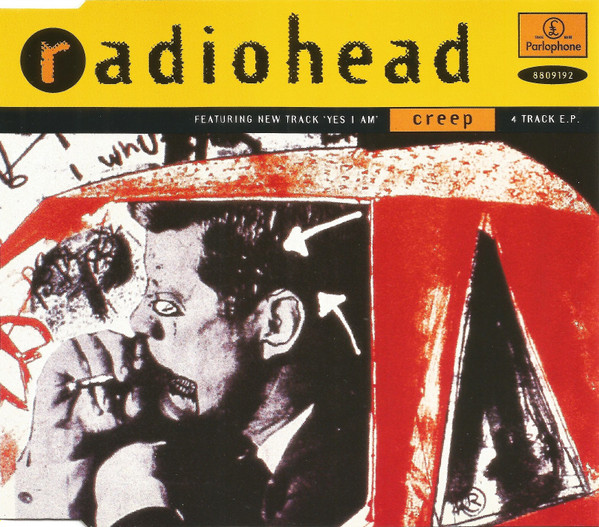 radiohead
£
Parlophone
8809192
FEATURING NEW TRACK 'YES I AM'
creep
4 TRACK E.P.
®